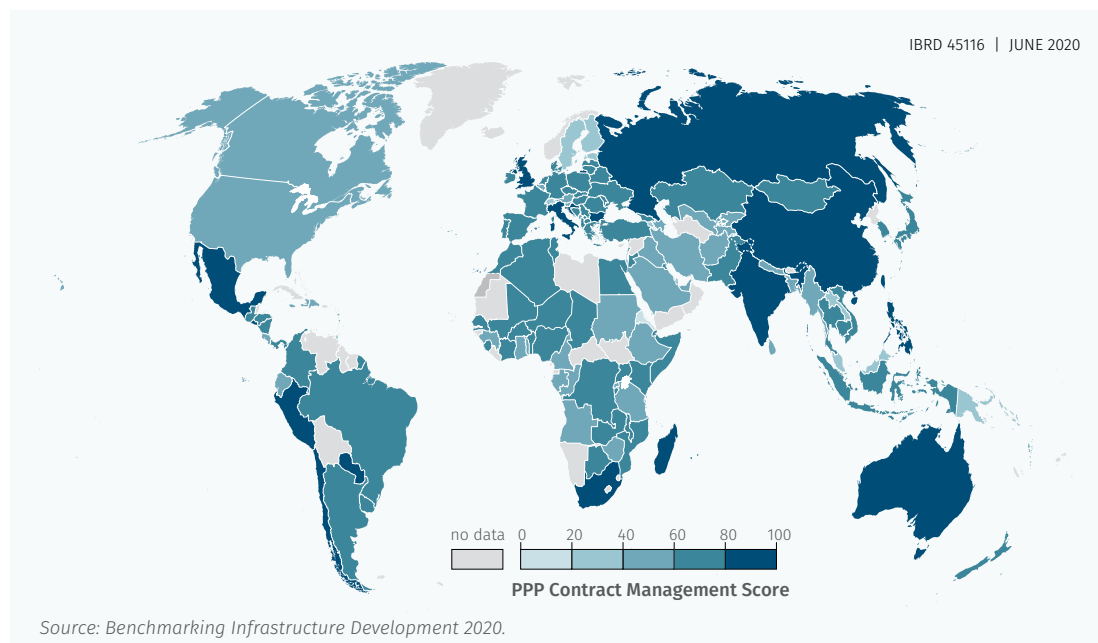 IBRD 45116 | JUNE 2020
no data 0 20 40 60 80 100
PPP Contract Management Score
Source: Benchmarking Infrastructure Development 2020.